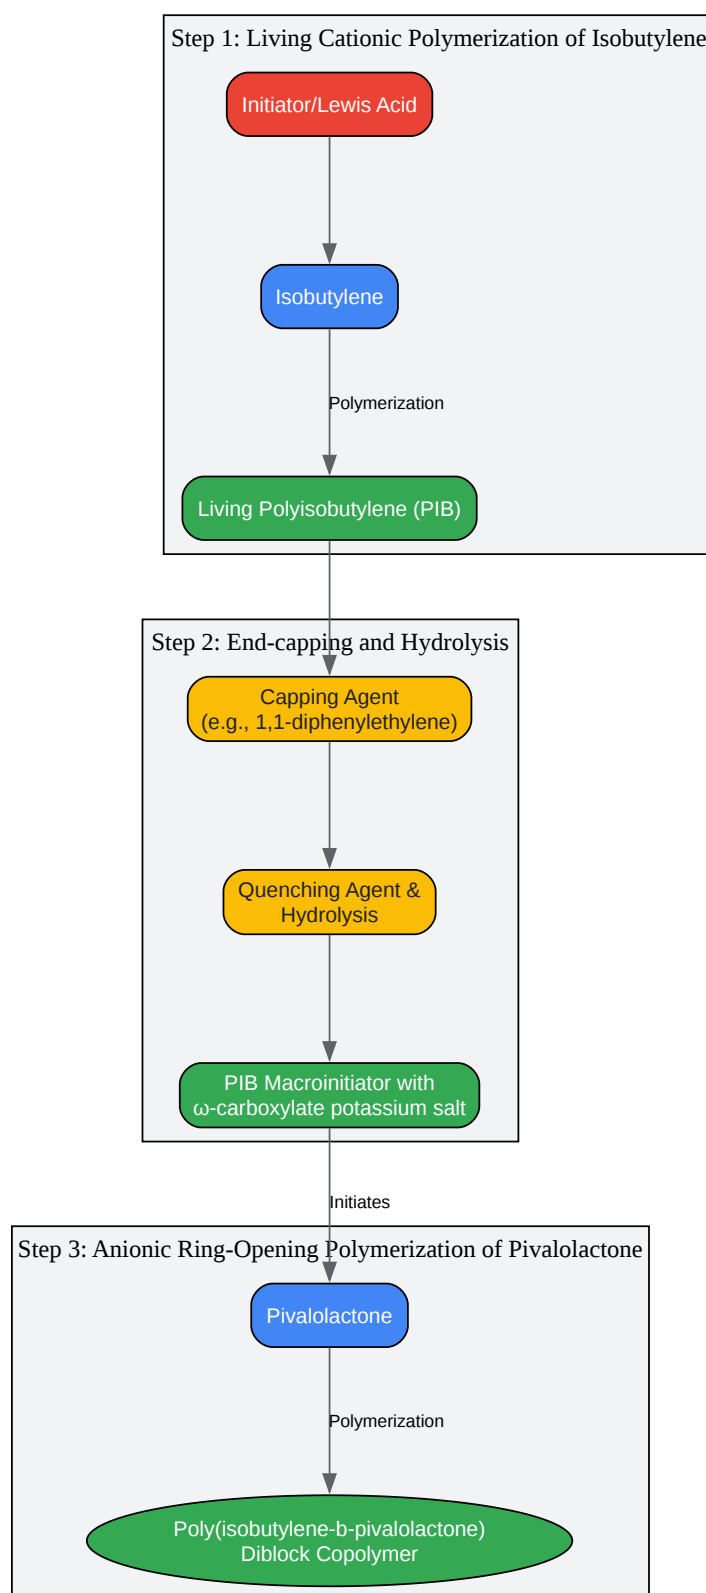 Step 1: Living Cationic Polymerization of Isobutylene
Initiator/Lewis Acid
Isobutylene
Polymerization
Living Polyisobutylene (PIB)
Step 2: End-capping and Hydrolysis
Capping Agent
(e.g., 1,1-diphenylethylene)
Quenching Agent &
Hydrolysis
PIB Macroinitiator with
ω-carboxylate potassium salt
Initiates
Step 3: Anionic Ring-Opening Polymerization of Pivalolactone
Pivalolactone
Polymerization
Poly(isobutylene-b-pivalolactone)
Diblock Copolymer